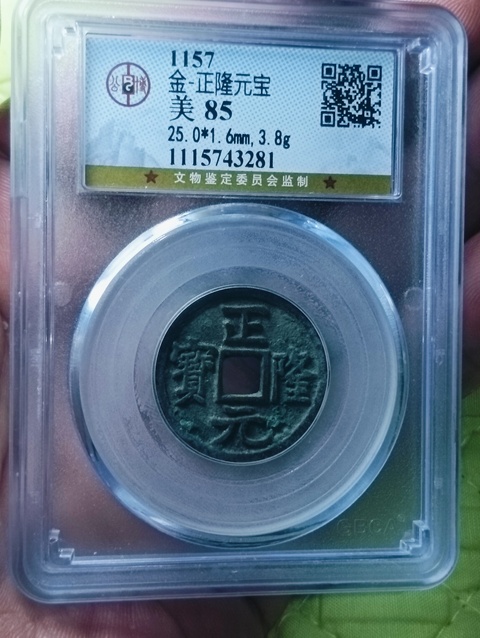 1157
金-正隆元宝
美 85
25.0*1.6mm, 3.8g
1115743281
★ 文物鉴定委员会监制 ★
正
寶 隆
元